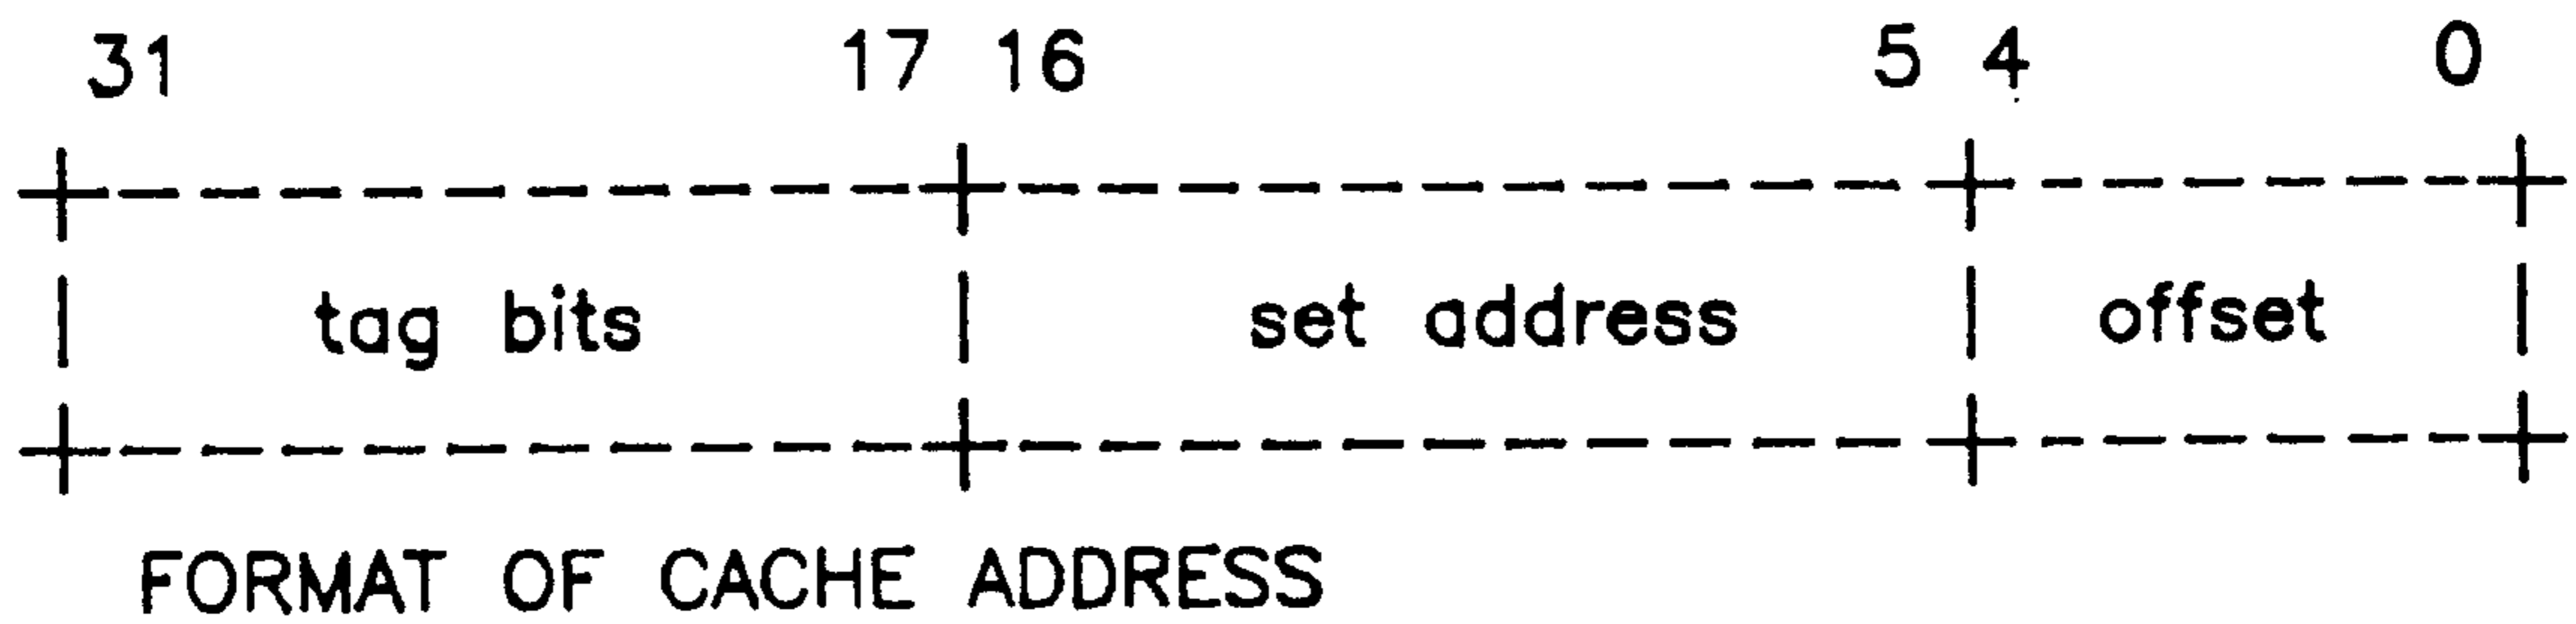 31 17 16 5 4 0
tag bits set address offset
FORMAT OF CACHE ADDRESS